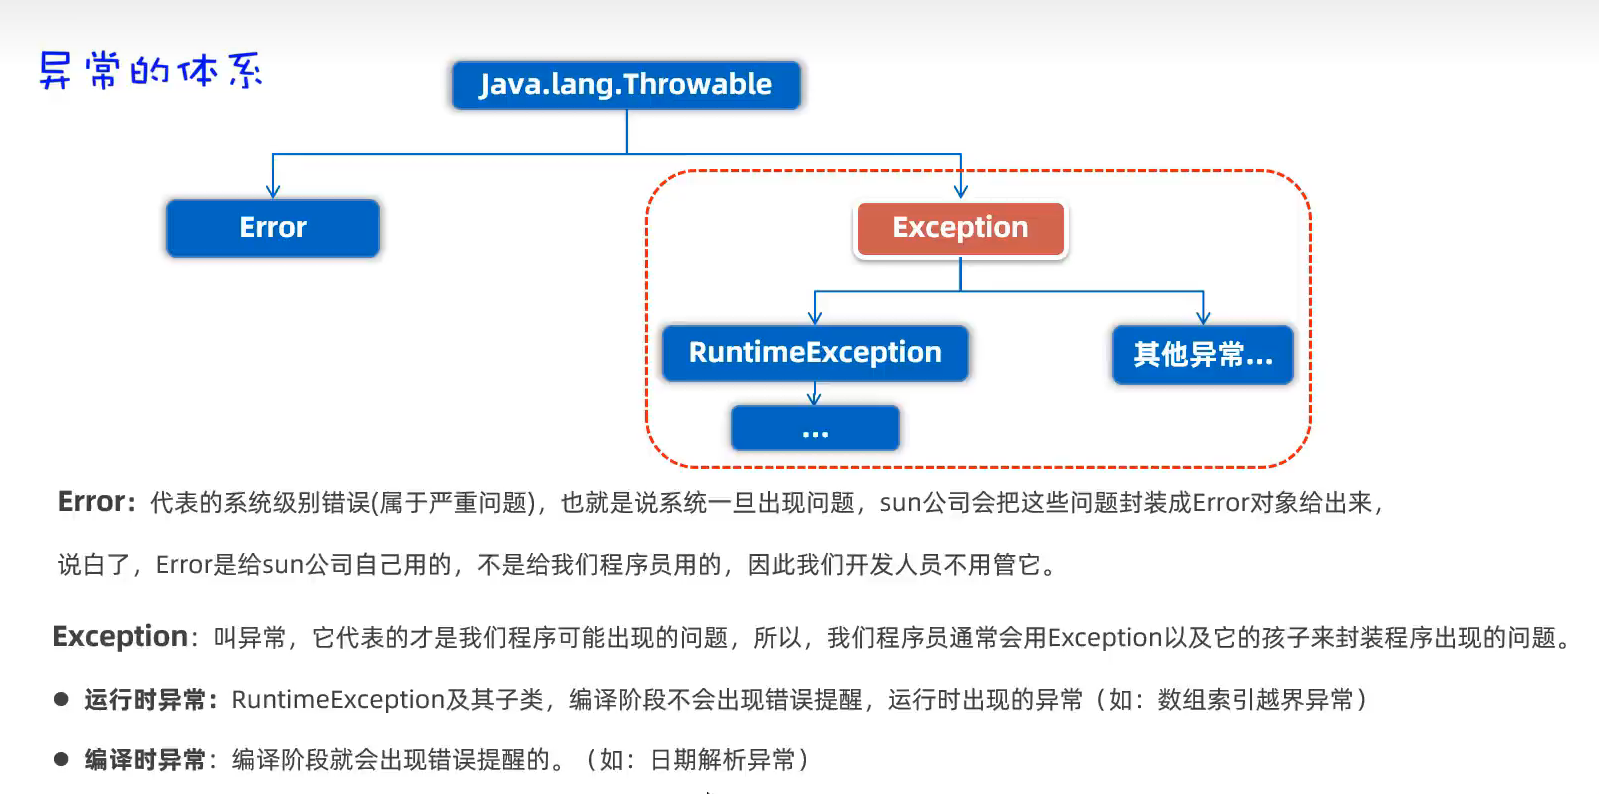 异常的体系
Java.lang.Throwable
Error
Exception
RuntimeException
其他异常...
...
Error：代表的系统级别错误(属于严重问题)，也就是说系统一旦出现问题，sun公司会把这些问题封装成Error对象给出来，
说白了，Error是给sun公司自己用的，不是给我们程序员用的，因此我们开发人员不用管它。
Exception：叫异常，它代表的才是我们程序可能出现的问题，所以，我们程序员通常会用Exception以及它的孩子来封装程序出现的问题。
● 运行时异常：RuntimeException及其子类，编译阶段不会出现错误提醒，运行时出现的异常（如：数组索引越界异常）
● 编译时异常：编译阶段就会出现错误提醒的。（如：日期解析异常）